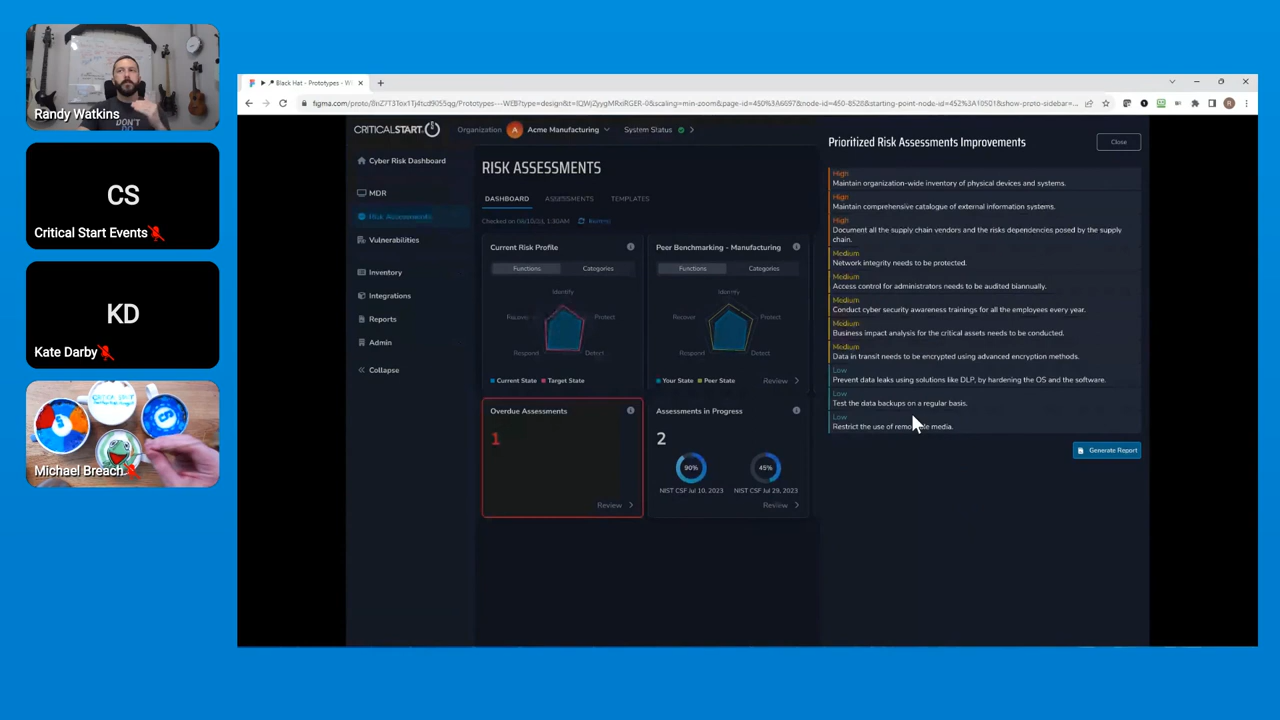 Randy Watkins
CS
Critical Start Events
KD
Kate Darby
Michael Breach
Black Hat - Prototypes - W
CRITICALSTART
Organization
A
Acme Manufacturing
System Status
Cyber Risk Dashboard
MDR
Risk Assessments
Vulnerabilities
Inventory
Integrations
Reports
Admin
Collapse
RISK ASSESSMENTS
DASHBOARD
ASSESSMENTS
TEMPLATES
Current Risk Profile
Functions
Categories
Identify
Protect
Detect
Respond
Recover
Current State
Target State
Peer Benchmarking - Manufacturing
Functions
Categories
Identify
Protect
Detect
Respond
Recover
Your State
Peer State
Review
Overdue Assessments
1
Review
Assessments in Progress
2
90%
45%
NIST CSF Jul 10, 2023
NIST CSF Jul 29, 2023
Review
Prioritized Risk Assessments Improvements
Close
High
Maintain organization-wide inventory of physical devices and systems.
High
Maintain comprehensive catalogue of external information systems.
High
Document all the supply chain vendors and the risks dependencies posed by the supply
chain.
Medium
Network integrity needs to be protected.
Medium
Access control for administrators needs to be audited biannually.
Medium
Conduct cyber security awareness trainings for all the employees every year.
Medium
Business impact analysis for the critical assets needs to be conducted.
Medium
Data in transit needs to be encrypted using advanced encryption methods.
Low
Prevent data leaks using solutions like DLP, by hardening the OS and the software.
Low
Test the data backups on a regular basis.
Low
Restrict the use of removable media.
Generate Report